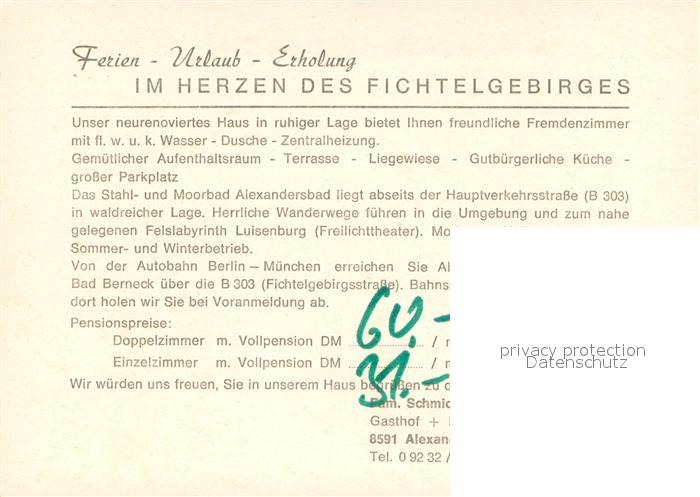 Ferien - Urlaub - Erholung
IM HERZEN DES FICHTELGEBIRGES
Unser neurenoviertes Haus in ruhiger Lage bietet Ihnen freundliche Fremdenzimmer
mit fl. w. u. k. Wasser - Dusche - Zentralheizung.
Gemütlicher Aufenthaltsraum - Terrasse - Liegewiese - Gutbürgerliche Küche -
großer Parkplatz
Das Stahl- und Moorbad Alexandersbad liegt abseits der Hauptverkehrsstraße (B 303)
in waldreicher Lage. Herrliche Wanderwege führen in die Umgebung und zum nahe
gelegenen Felslabyrinth Luisenburg (Freilichttheater).
Sommer- und Winterbetrieb.
Von der Autobahn Berlin – München erreichen Sie
Bad Berneck über die B 303 (Fichtelgebirgsstraße).
dort holen wir Sie bei Voranmeldung ab.
Pensionspreise:
Doppelzimmer m. Vollpension DM 60.- /
Einzelzimmer m. Vollpension DM 31.- /
Wir würden uns freuen, Sie in unserem Haus begrüßen zu
Fam.
Gasthof +
8591
Tel. 0 92 32 /
privacy protection
Datenschutz